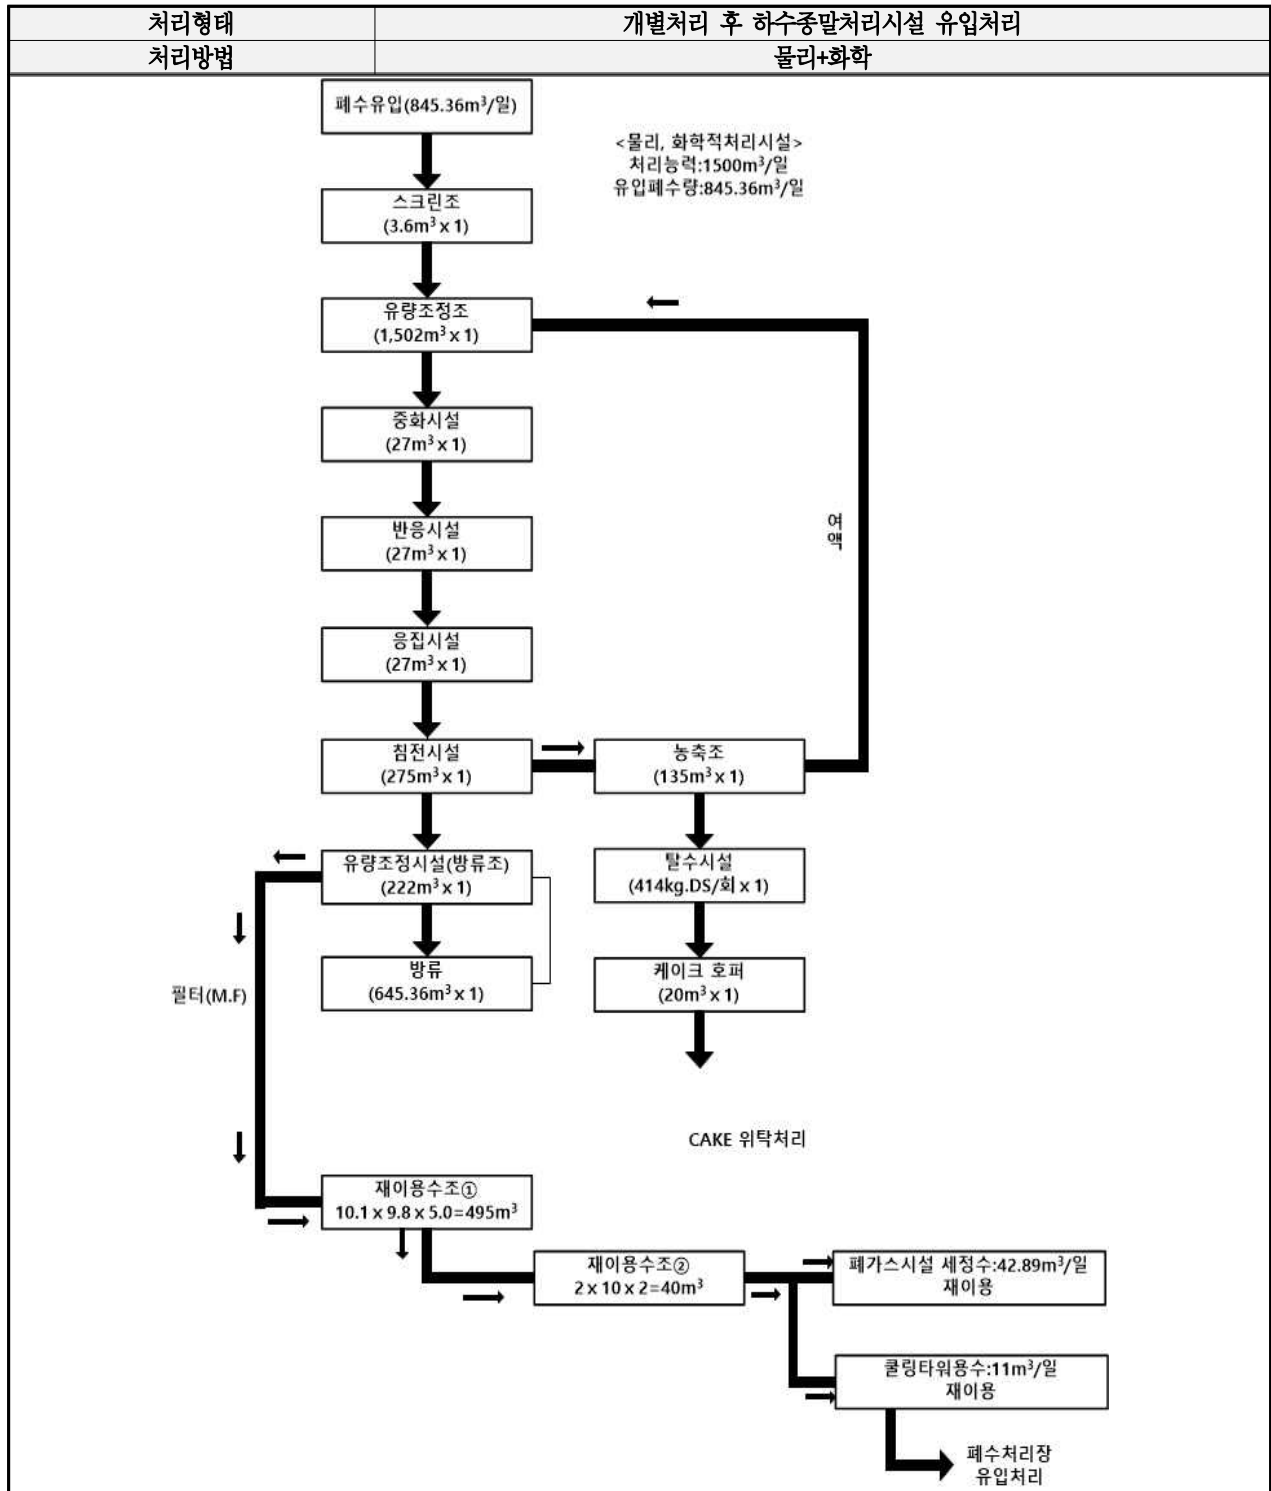 처리형태 개별처리 후 하수종말처리시설 유입처리
처리방법 물리+화학
폐수유입(845.36m³/일)
<물리, 화학적처리시설>
처리능력:1500m³/일
유입폐수량:845.36m³/일
스크린조
(3.6m³ x 1)
유량조정조
(1,502m³ x 1)
중화시설
(27m³ x 1)
반응시설
(27m³ x 1)
여액
응집시설
(27m³ x 1)
침전시설
(275m³ x 1)
농축조
(135m³ x 1)
유량조정시설(방류조)
(222m³ x 1)
탈수시설
(414kg.DS/회 x 1)
방류
(645.36m³ x 1)
케이크 호퍼
(20m³ x 1)
필터(M.F)
CAKE 위탁처리
재이용수조①
10.1 x 9.8 x 5.0=495m³
재이용수조②
2 x 10 x 2=40m³
폐가스시설 세정수:42.89m³/일
재이용
쿨링타워용수:11m³/일
재이용
폐수처리장
유입처리